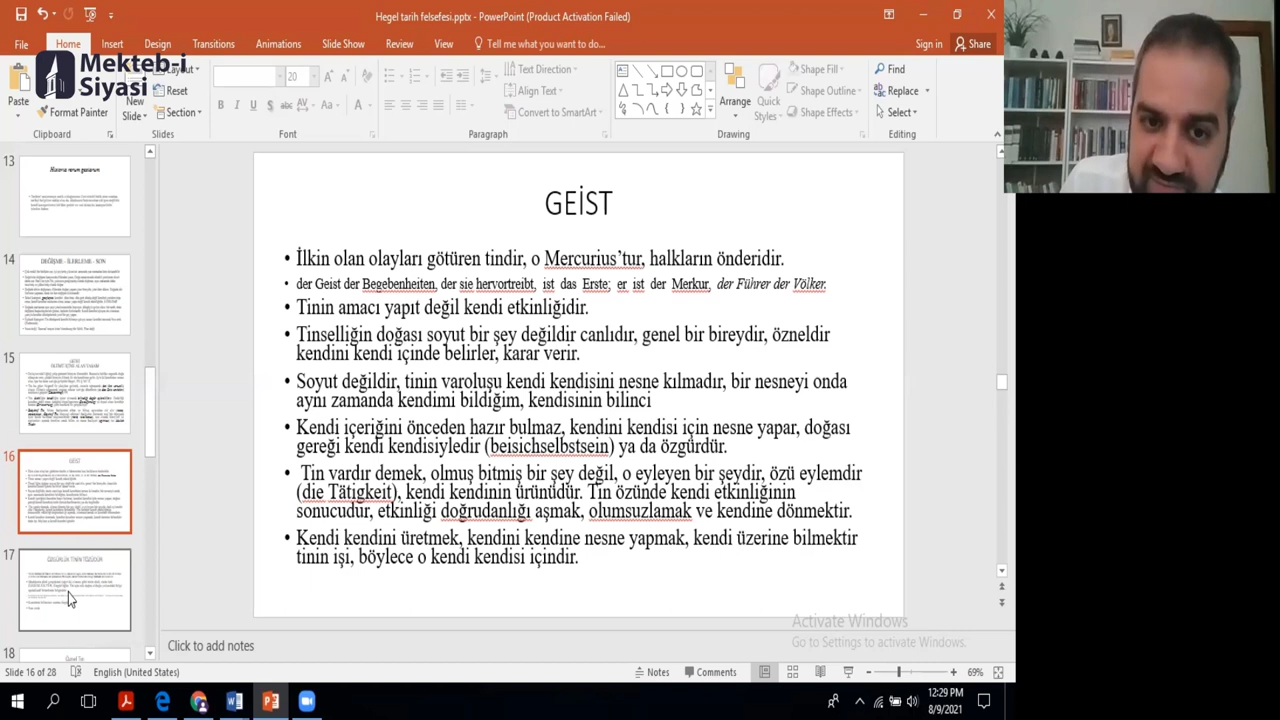 Hegel tarih felsefesi.pptx - PowerPoint (Product Activation Failed)
File Home Insert Design Transitions Animations Slide Show Review View Tell me what you want to do... Sign in Share
Mekteb-i
Siyasi
Paste
Format Painter
New
Slide
Layout
Reset
Section
20
Text Direction
Align Text
Convert to SmartArt
Arrange
Quick
Styles
Shape Fill
Shape Outline
Shape Effects
Find
Replace
Select
Clipboard Slides Font Paragraph Drawing Editing
13
14
DEĞİŞME - İLERLEME - SON
15
16
GEİST
17
18
GEİST
• İlkin olan olayları götüren tindir, o Mercurius’tur, halkların önderidir.
• der Geist der Begebenheiten, der sie hervortreibt, ist das Erste; er ist der Merkur, der Führer der Völker.
• Tinin amacı yapıt değil kendi etkinligidir.
• Tinselliğin doğası soyut bir şey değildir canlıdır, genel bir bireydir, özneldir
kendini kendi içinde belirler, karar verir.
• Soyut değildir, tinin varoluşu kendi kendisini nesne kılmadır, bir nesneyi onda
aynı zamanda kendimi bildiğim, kendisinin bilinci
• Kendi içeriğini önceden hazır bulmaz, kendini kendisi için nesne yapar, doğası
gereği kendi kendisiyledir (beisichselbstsein) ya da özgürdür.
• Tin vardır demek, olmuş bitmiş bir şey değil, o eyleyen bir şeydir, özü eylemdir
(die Tätigkeit), kendi kendinin ürünüdür. Tin özünde kendi etkinliğinin
sonucudur, etkinliği doğrudanlığı aşmak, olumsuzlamak ve kendine dönmektir.
• Kendi kendini üretmek, kendini kendine nesne yapmak, kendi üzerine bilmektir
tinin işi, böylece o kendi kendisi içindir.
Activate Windows
Go to Settings to activate Windows.
Click to add notes
Slide 16 of 28 English (United States) Notes Comments 69%
12:29 PM
8/9/2021